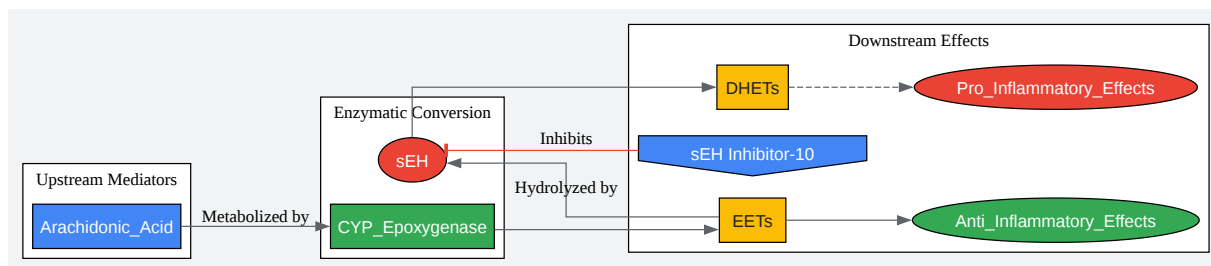 Downstream Effects
DHETs
Pro_Inflammatory_Effects
Enzymatic Conversion
Inhibits
sEH
sEH Inhibitor-10
Upstream Mediators
Hydrolyzed by
Arachidonic_Acid
Metabolized by
CYP_Epoxygenase
EETs
Anti_Inflammatory_Effects